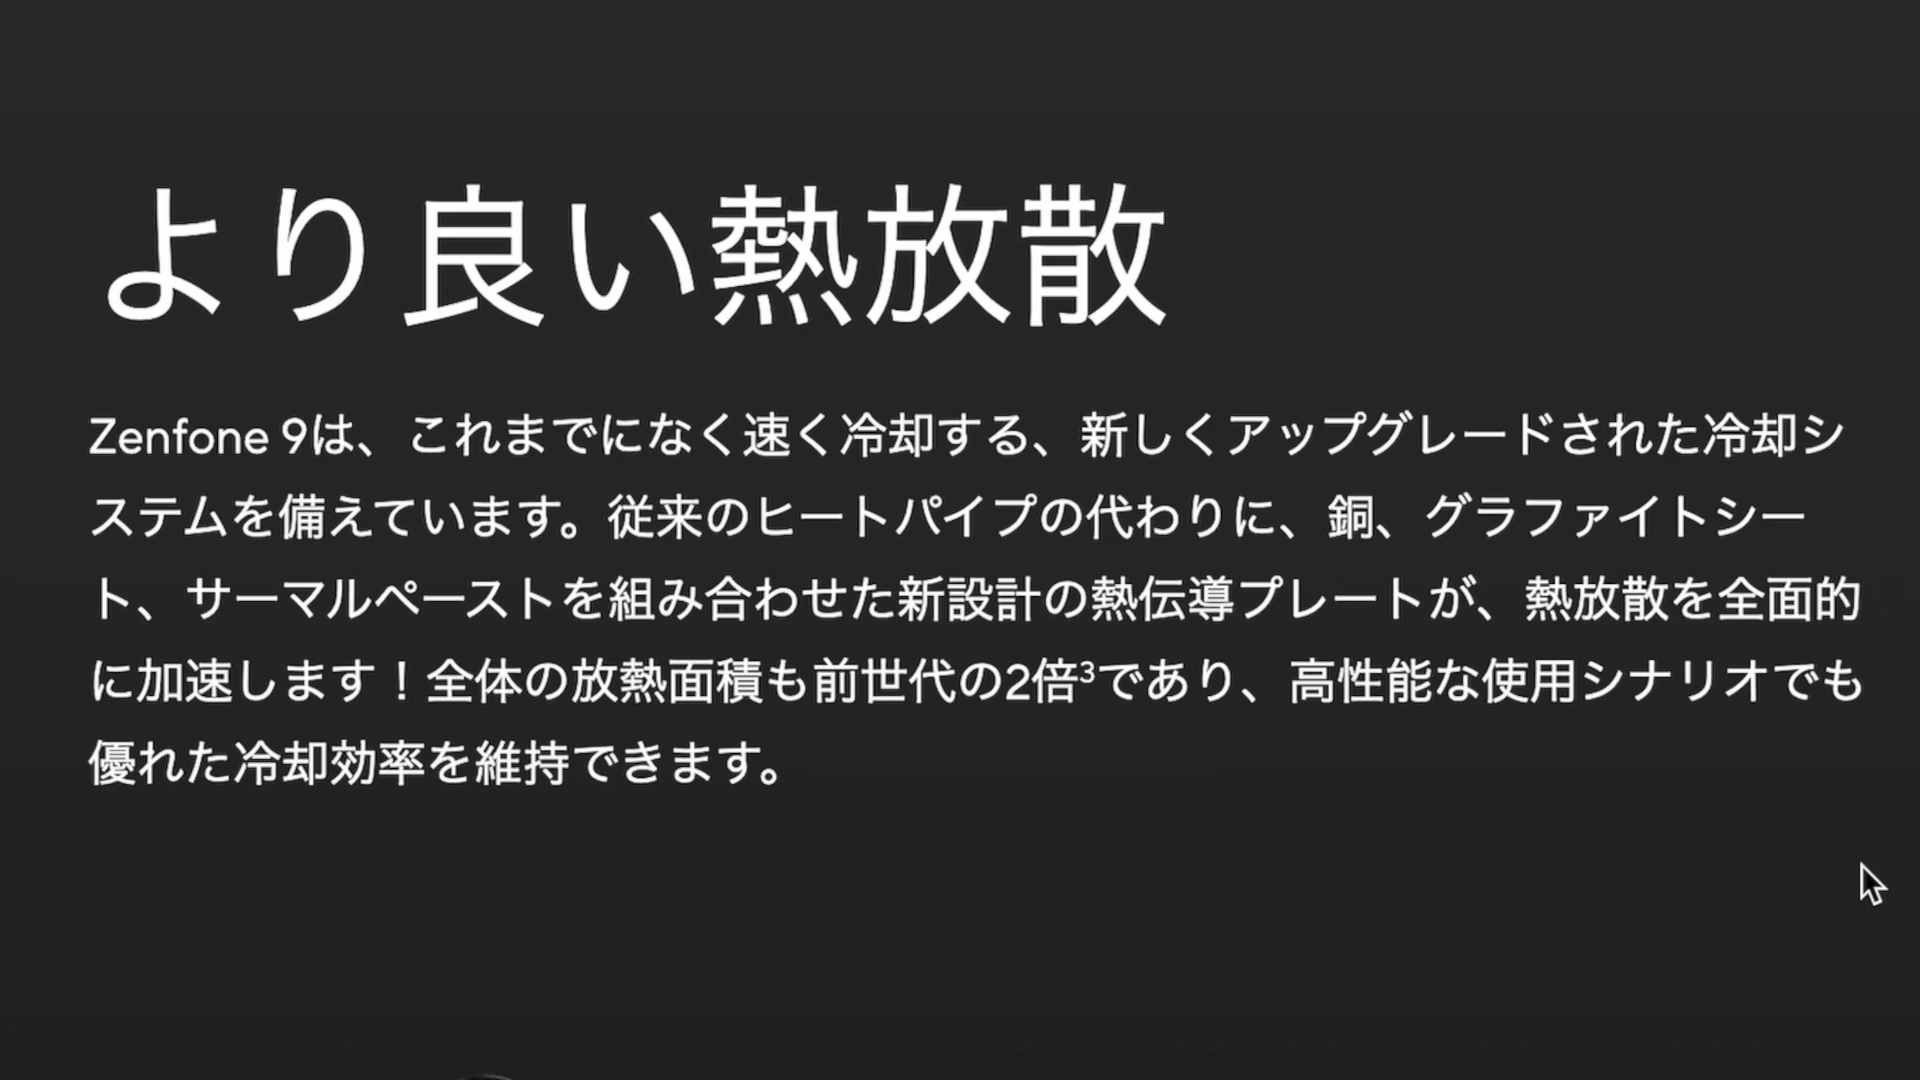 より良い熱放散
Zenfone 9は、これまでになく速く冷却する、新しくアップグレードされた冷却シ
ステムを備えています。従来のヒートパイプの代わりに、銅、グラファイトシー
ト、サーマルペーストを組み合わせた新設計の熱伝導プレートが、熱放散を全面的
に加速します！全体の放熱面積も前世代の2倍³であり、高性能な使用シナリオでも
優れた冷却効率を維持できます。